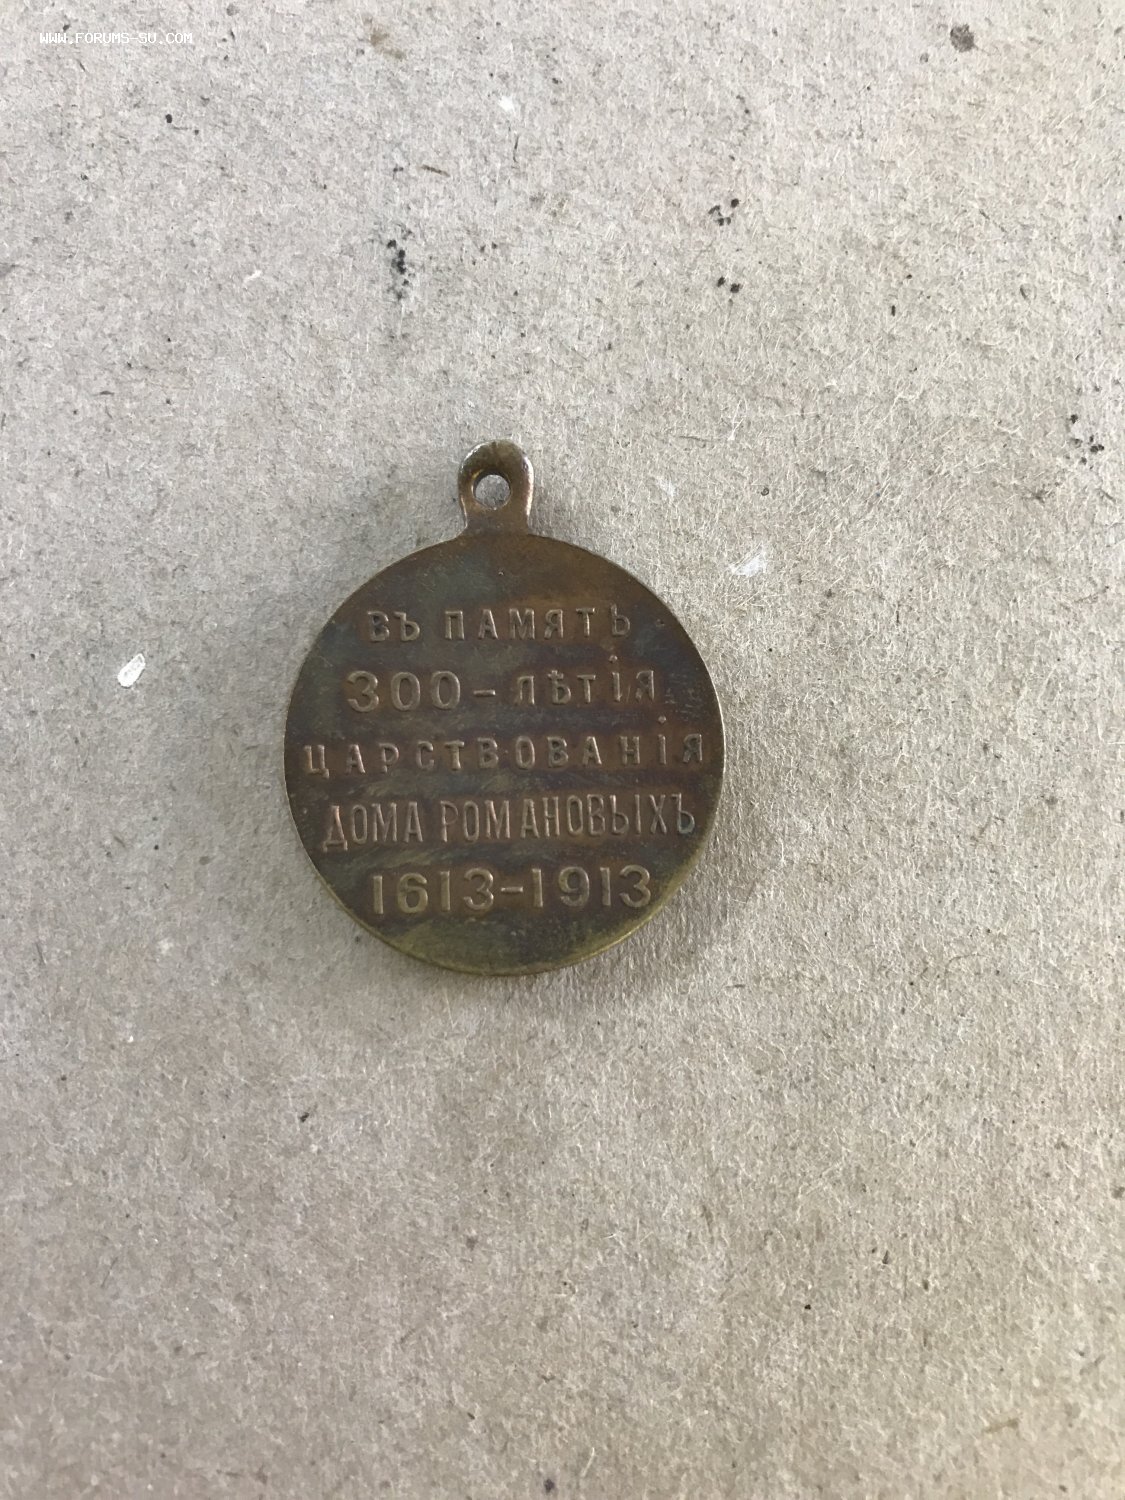 WWW.FORUMS-SU.COM
ВЪ ПАМЯТЬ
300-ЛѢТІЯ
ЦАРСТВОВАНІЯ
ДОМА РОМАНОВЫХЪ
1613-1913